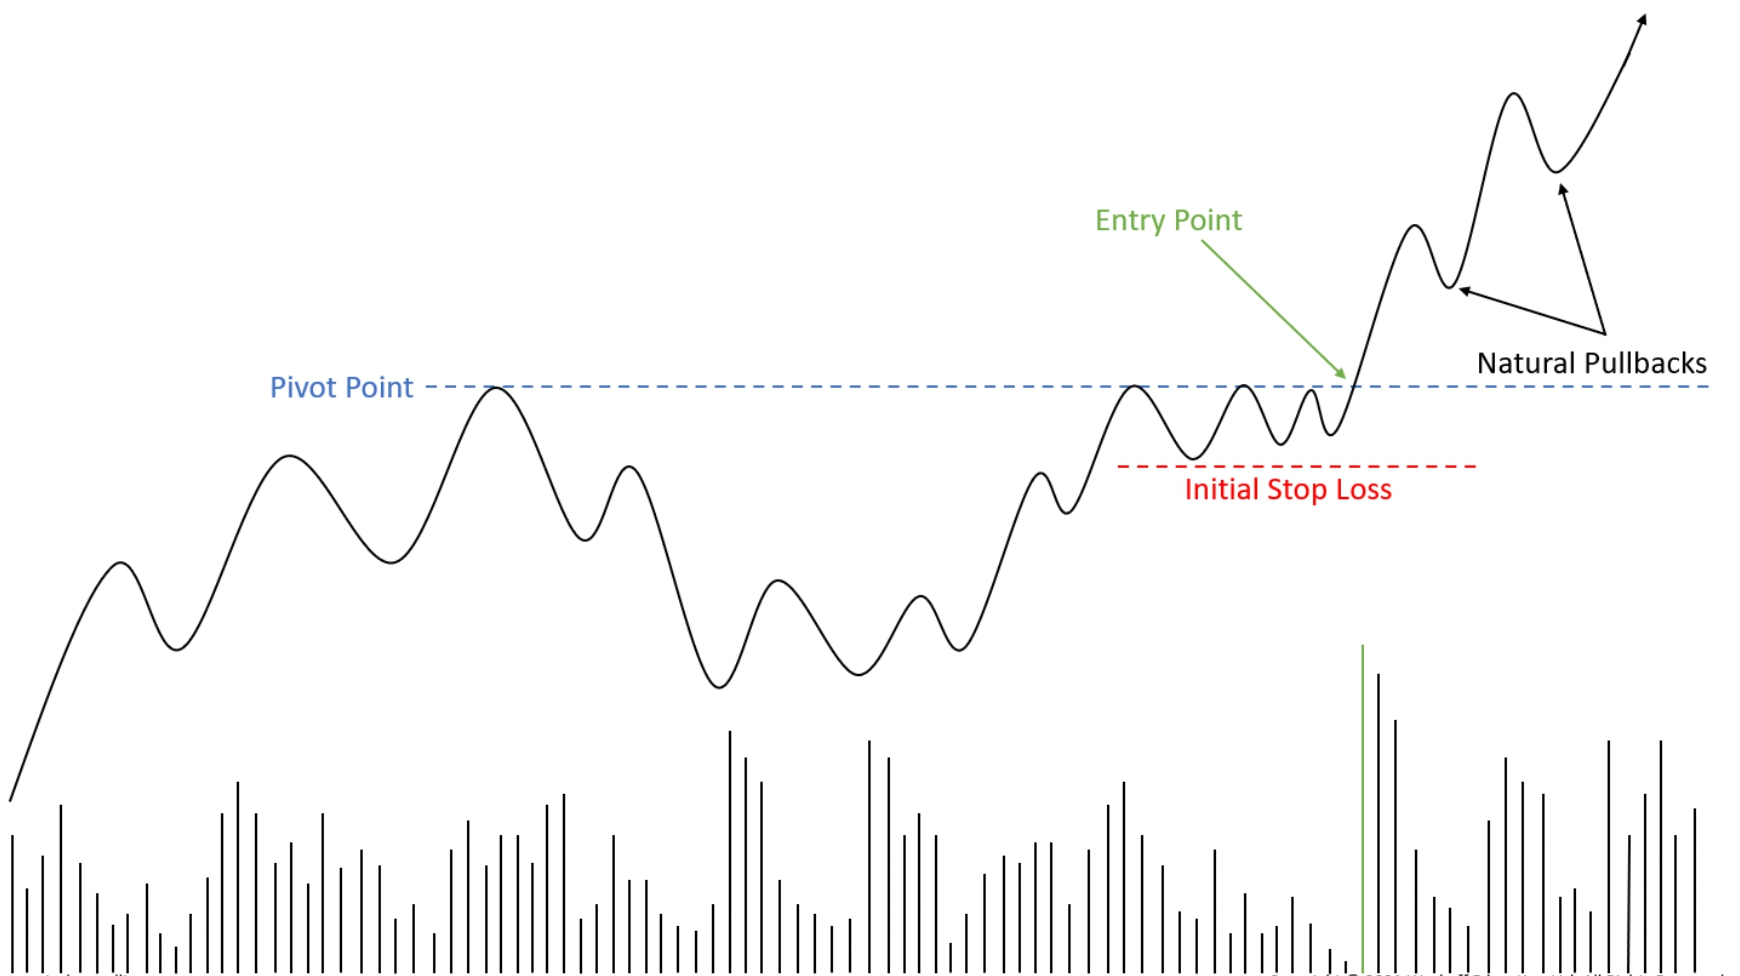 Entry Point
Natural Pullbacks
Pivot Point
Initial Stop Loss